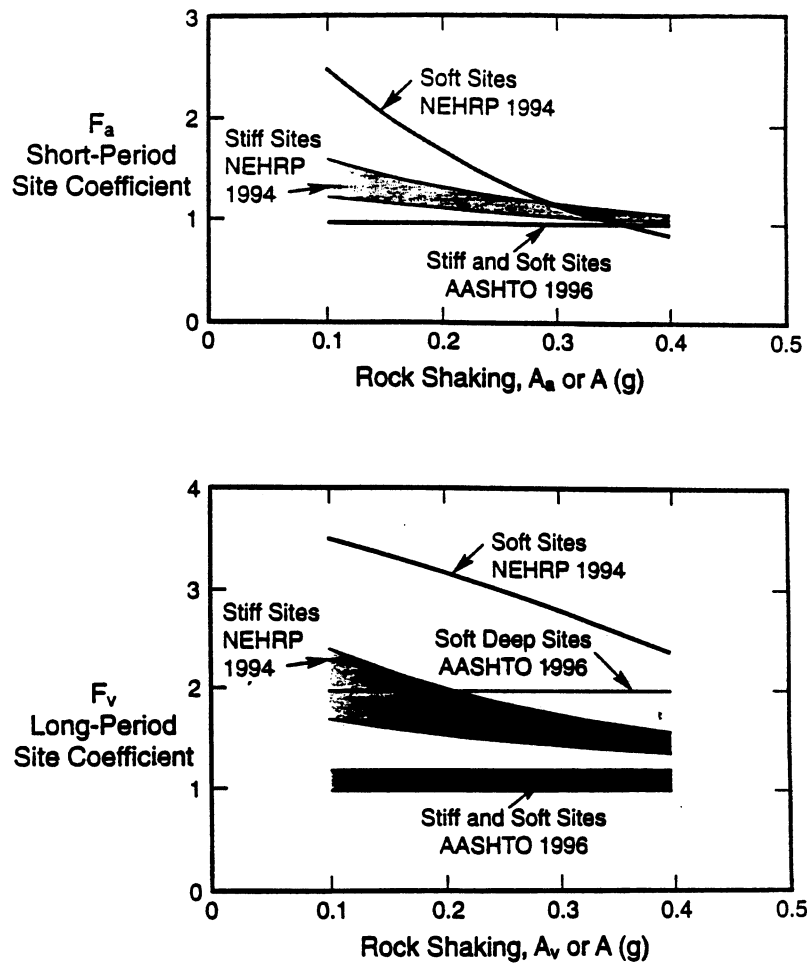 3
Soft Sites
NEHRP 1994
2
Fa
Short-Period
Site Coefficient
Stiff Sites
NEHRP
1994
1
Stiff and Soft Sites
AASHTO 1996
0
0 0.1 0.2 0.3 0.4 0.5
Rock Shaking, Aa or A (g)
4
Soft Sites
NEHRP 1994
3
Stiff Sites
NEHRP
1994
Soft Deep Sites
AASHTO 1996
2
Fv
Long-Period
Site Coefficient
1
Stiff and Soft Sites
AASHTO 1996
0
0 0.1 0.2 0.3 0.4 0.5
Rock Shaking, Av or A (g)